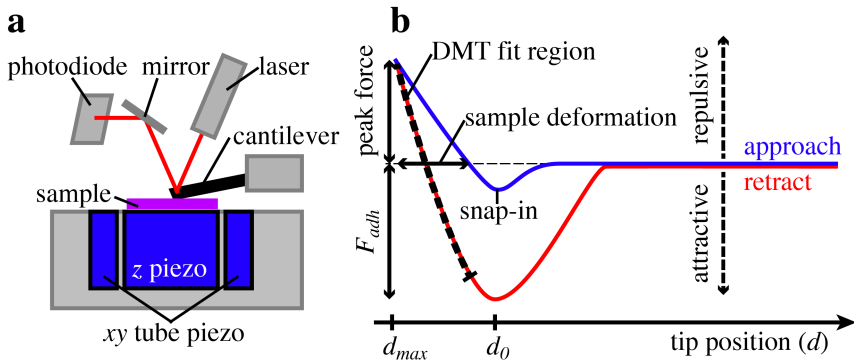 a
photodiode
mirror
laser
cantilever
sample
z piezo
xy tube piezo
b
DMT fit region
peak force
sample deformation
repulsive
approach
retract
snap-in
F_adh
attractive
d_max
d_0
tip position (d)